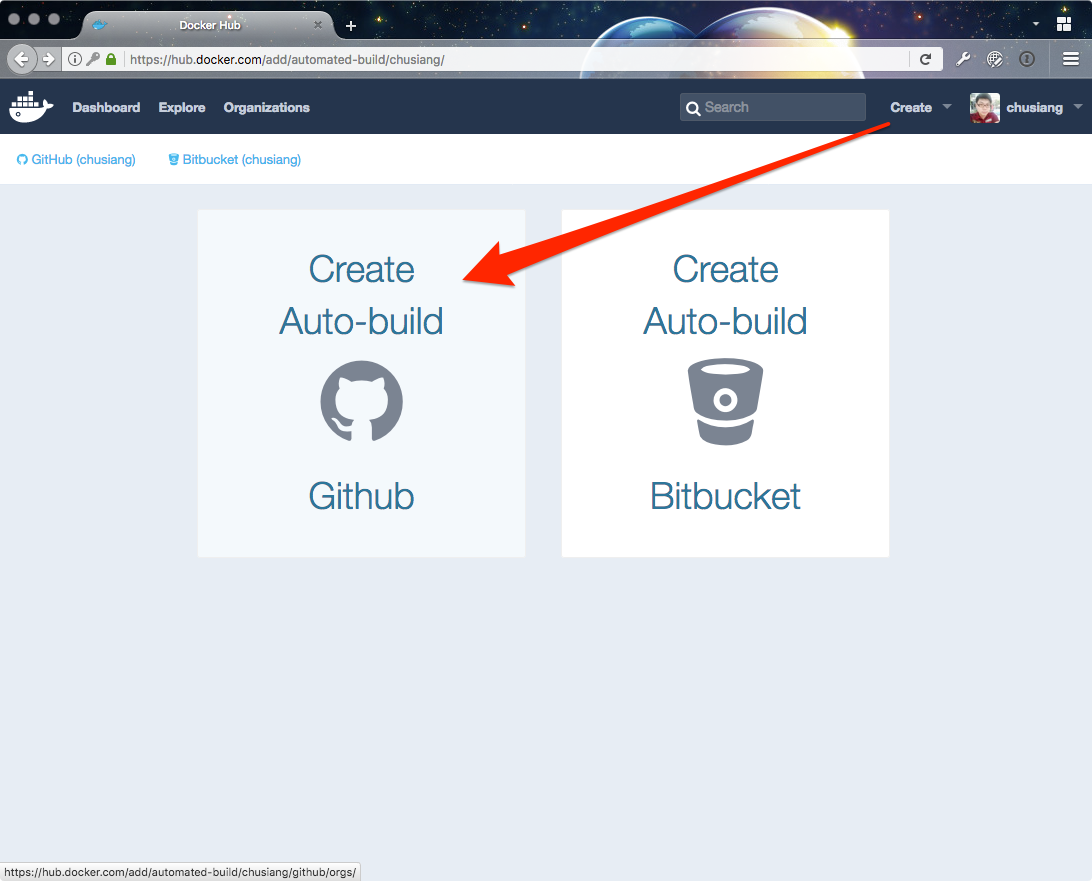 Docker Hub
https://hub.docker.com/add/automated-build/chusiang/
Dashboard Explore Organizations Search Create chusiang
GitHub (chusiang) Bitbucket (chusiang)
Create
Auto-build
Github
Create
Auto-build
Bitbucket
https://hub.docker.com/add/automated-build/chusiang/github/orgs/